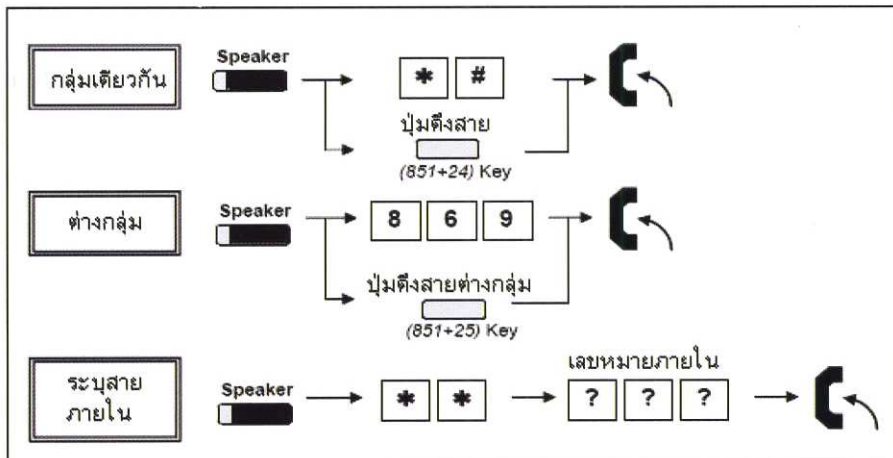 กลุ่มเดียวกัน
Speaker
* #
ปุ่มดึงสาย
(851+24) Key
ต่างกลุ่ม
Speaker
8 6 9
ปุ่มดึงสายต่างกลุ่ม
(851+25) Key
ระบุสาย
ภายใน
Speaker
* *
เลขหมายภายใน
? ? ?